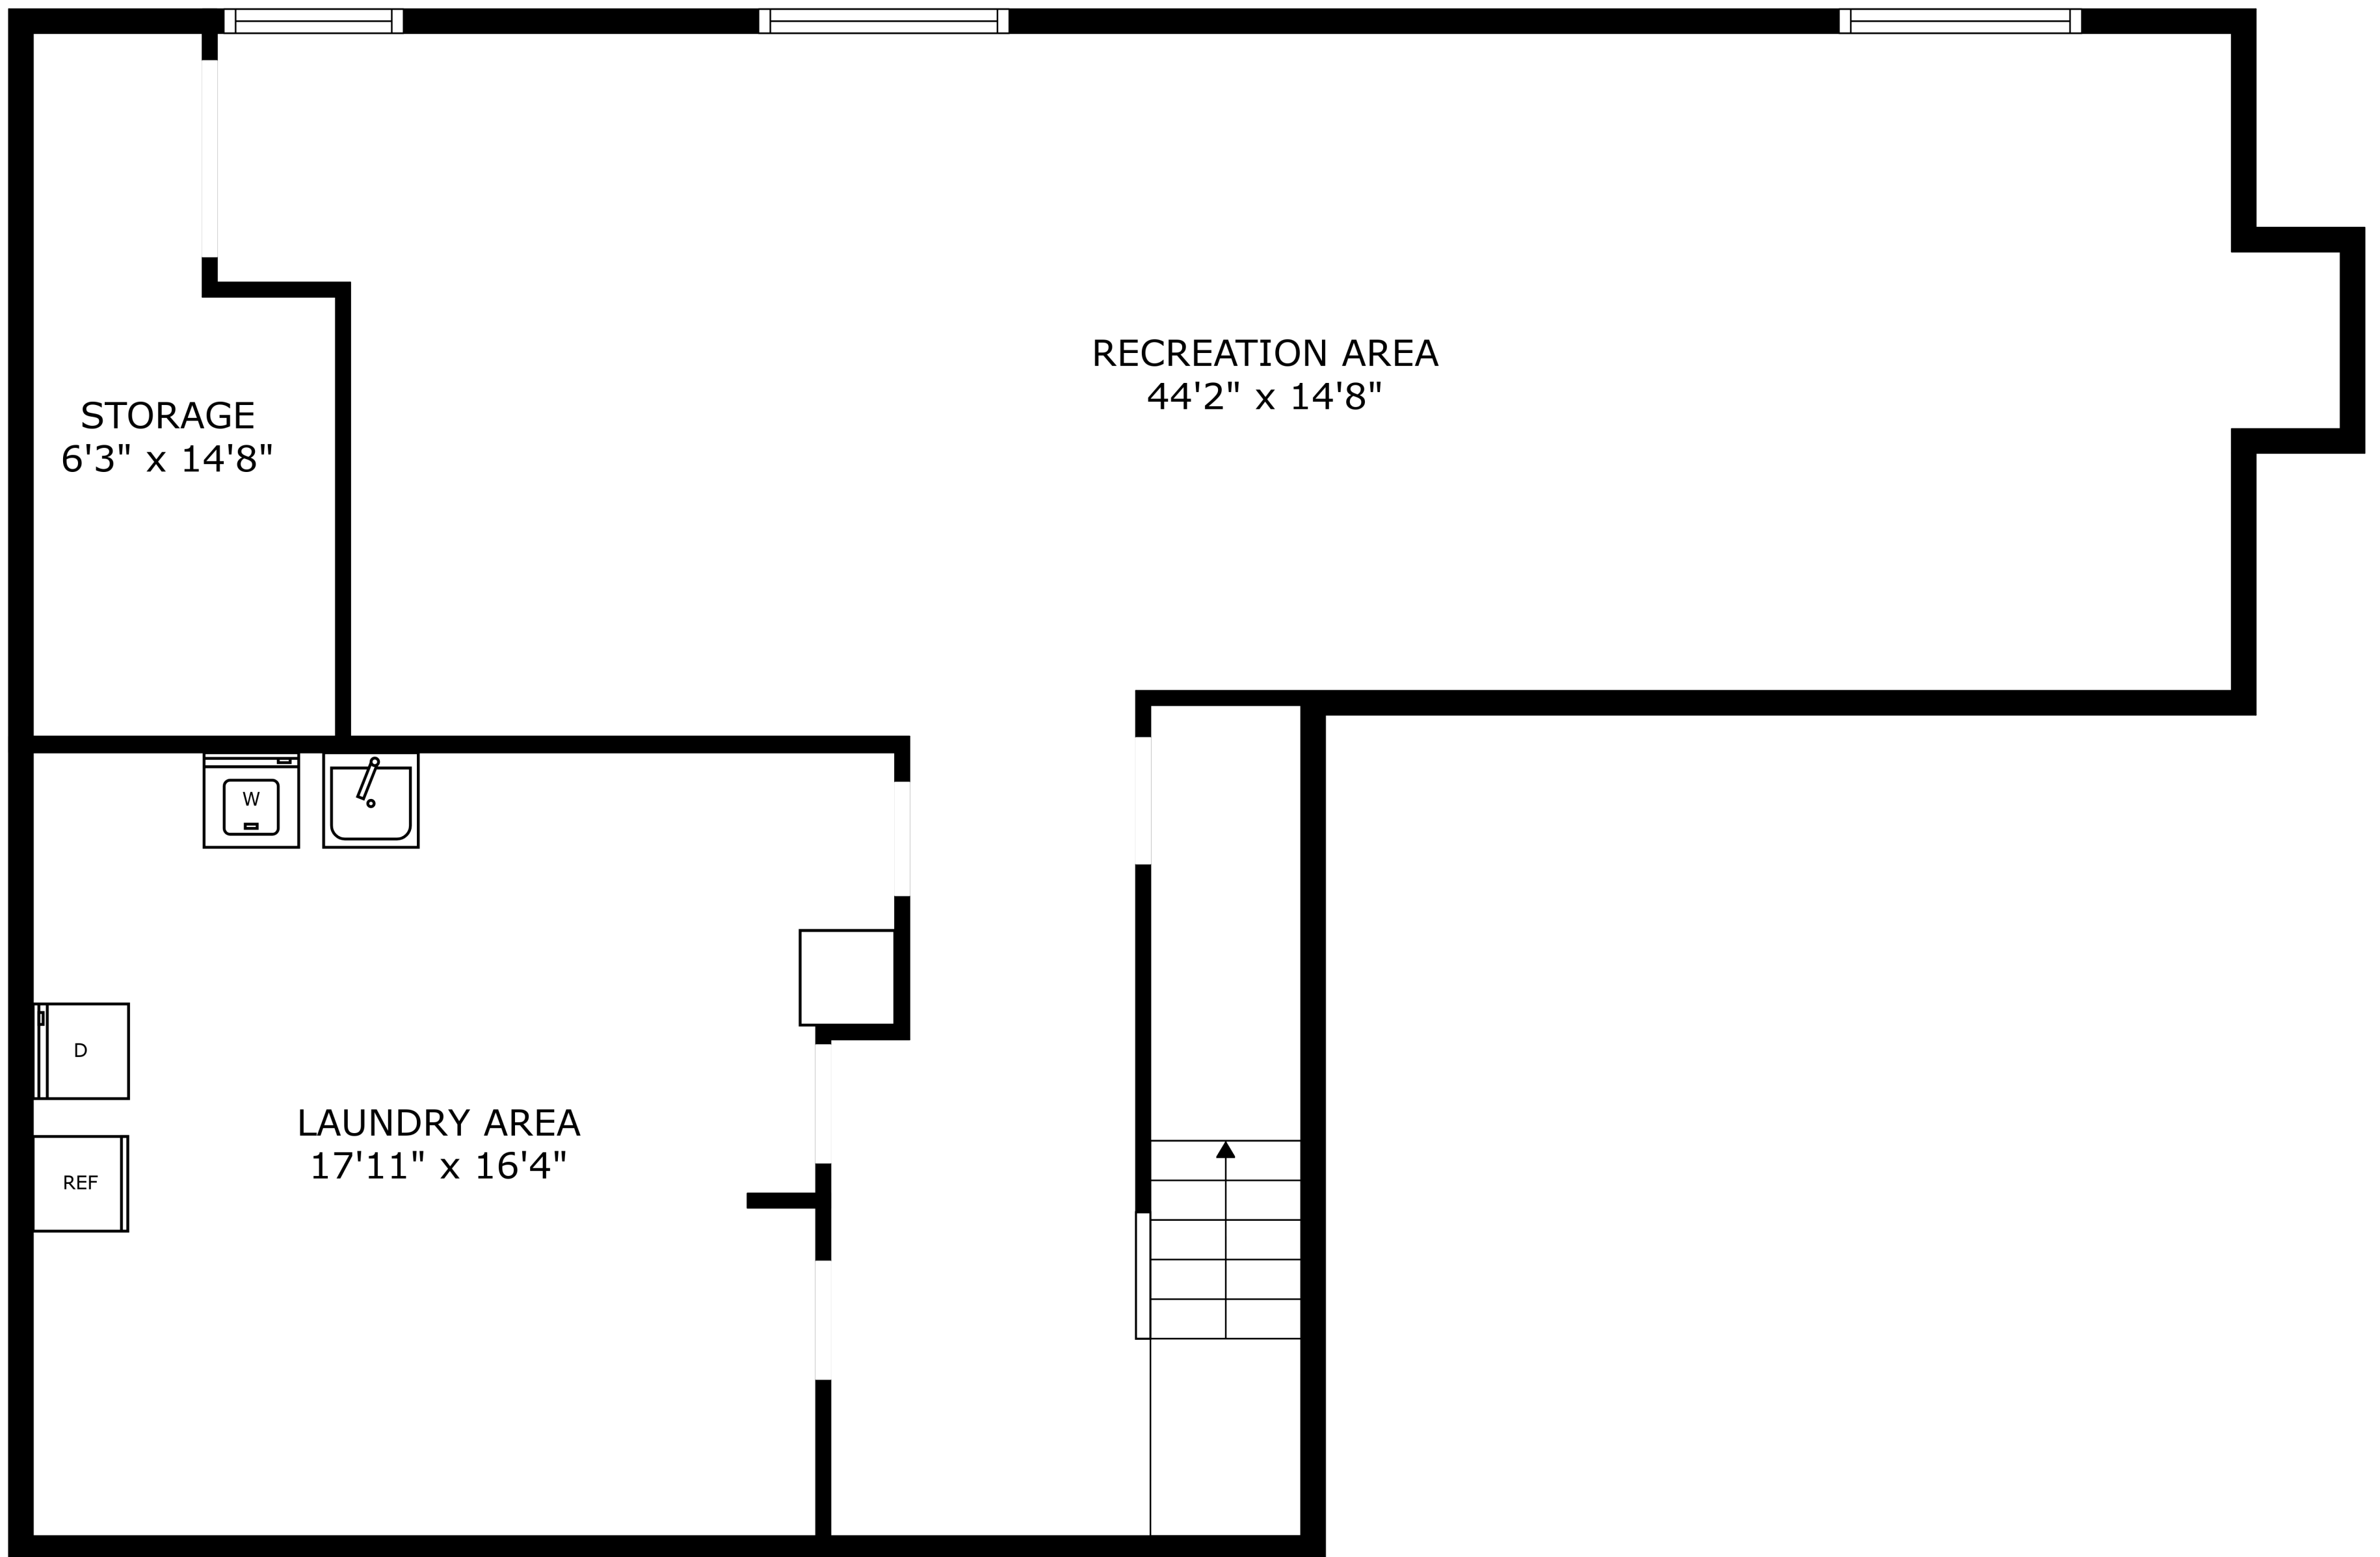 RECREATION AREA
44'2" x 14'8"
STORAGE
6'3" x 14'8"
W
D
LAUNDRY AREA
17'11" x 16'4"
REF